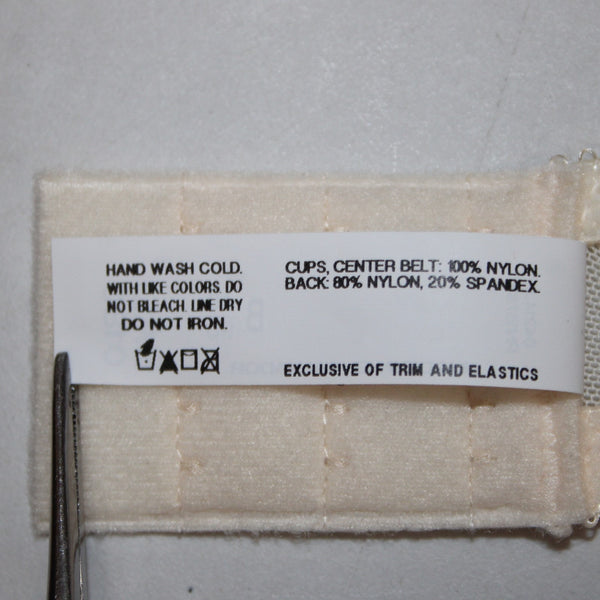 HAND WASH COLD.
WITH LIKE COLORS. DO
NOT BLEACH. LINE DRY
DO NOT IRON.
CUPS, CENTER BELT: 100% NYLON.
BACK: 80% NYLON, 20% SPANDEX.
EXCLUSIVE OF TRIM AND ELASTICS